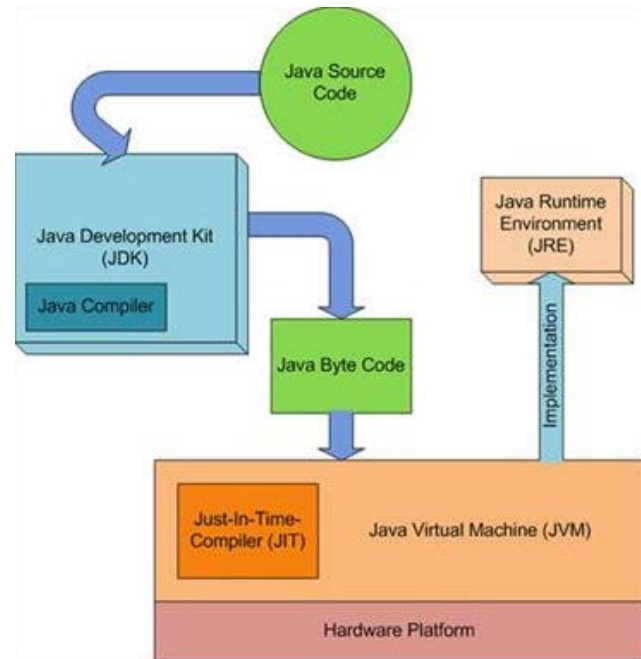 Java Source
Code
Java Development Kit
(JDK)
Java Compiler
Java Runtime
Environment
(JRE)
Java Byte Code
Implementation
Just-In-Time-
Compiler (JIT)
Java Virtual Machine (JVM)
Hardware Platform